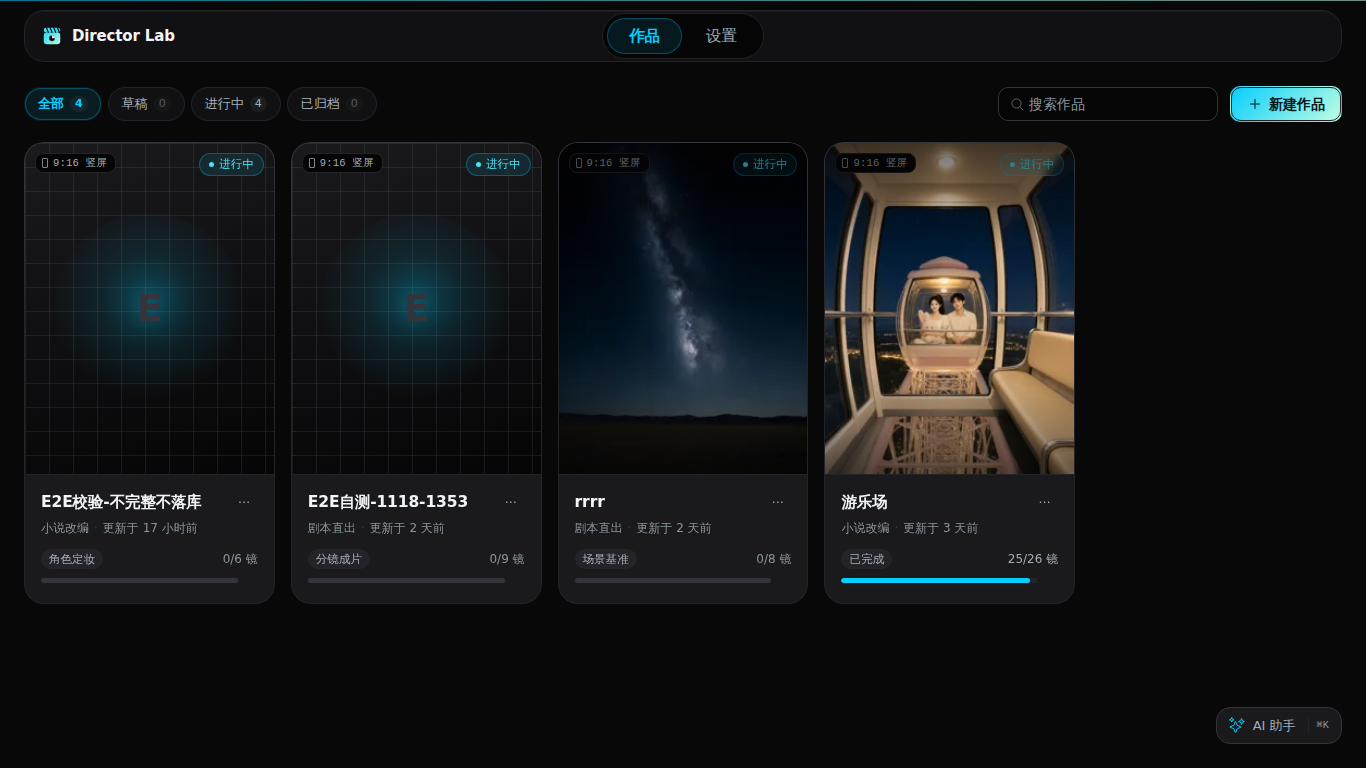 Director Lab
作品
设置
全部 4
草稿 0
进行中 4
已归档 0
搜索作品
新建作品
9:16 竖屏
进行中
E
E2E校验-不完整不落库 ...
小说改编 · 更新于 17 小时前
角色定妆 0/6 镜
9:16 竖屏
进行中
E
E2E自测-1118-1353 ...
剧本直出 · 更新于 2 天前
分镜成片 0/9 镜
9:16 竖屏
进行中
rrrr ...
剧本直出 · 更新于 2 天前
场景基准 0/8 镜
9:16 竖屏
进行中
游乐场 ...
小说改编 · 更新于 3 天前
已完成 25/26 镜
AI 助手 ⌘K